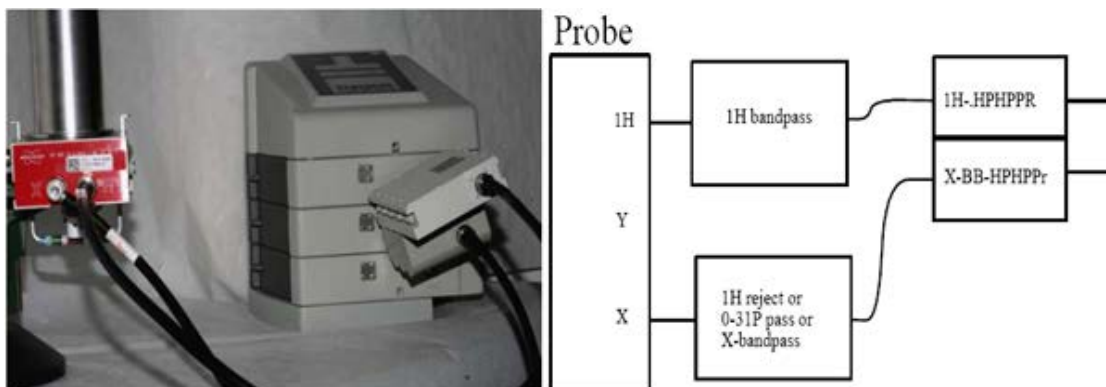 Probe
1H
1H bandpass
1H-.HPHPPR
X-BB-HPHPPr
Y
X
1H reject or
0-31P pass or
X-bandpass